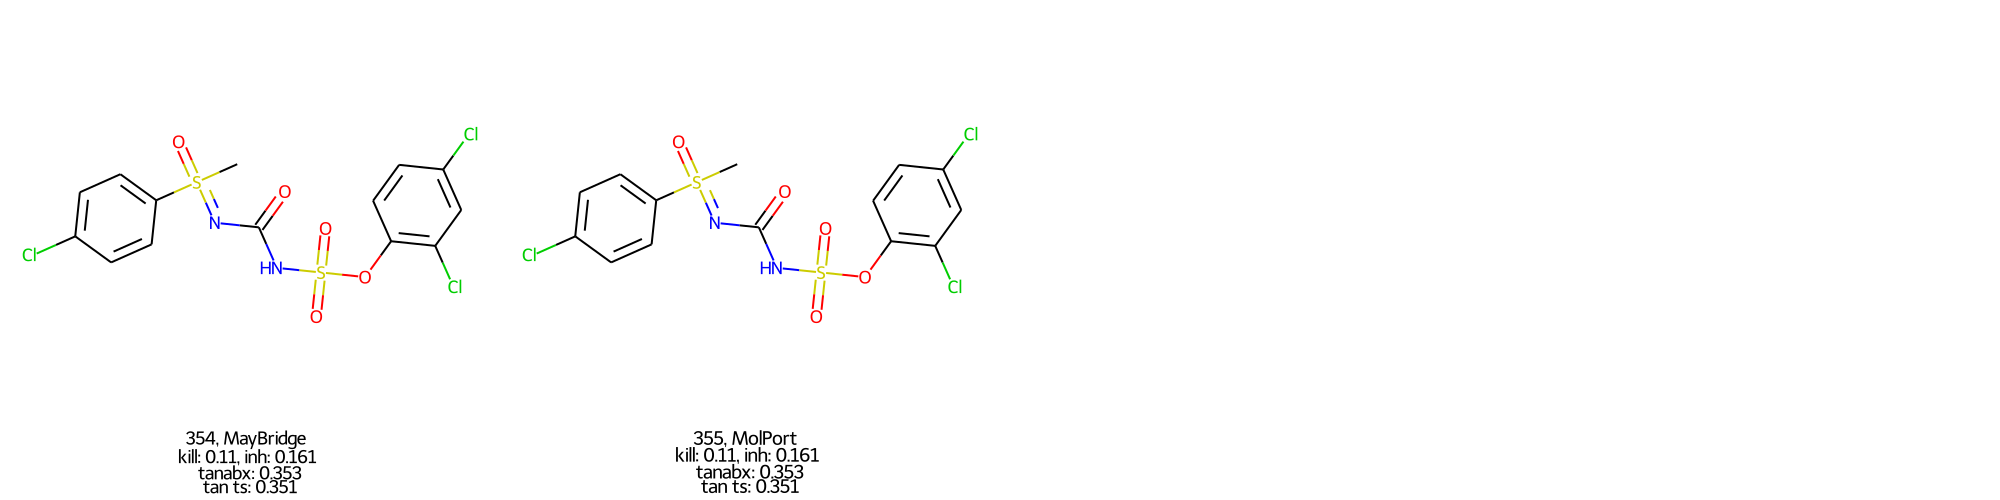 O
S
N
O
HN
O
S
O
O
Cl
Cl
Cl
354, MayBridge
kill: 0.11, inh: 0.161
tanabx: 0.353
tan ts: 0.351
O
S
N
O
HN
O
S
O
O
Cl
Cl
Cl
355, MolPort
kill: 0.11, inh: 0.161
tanabx: 0.353
tan ts: 0.351